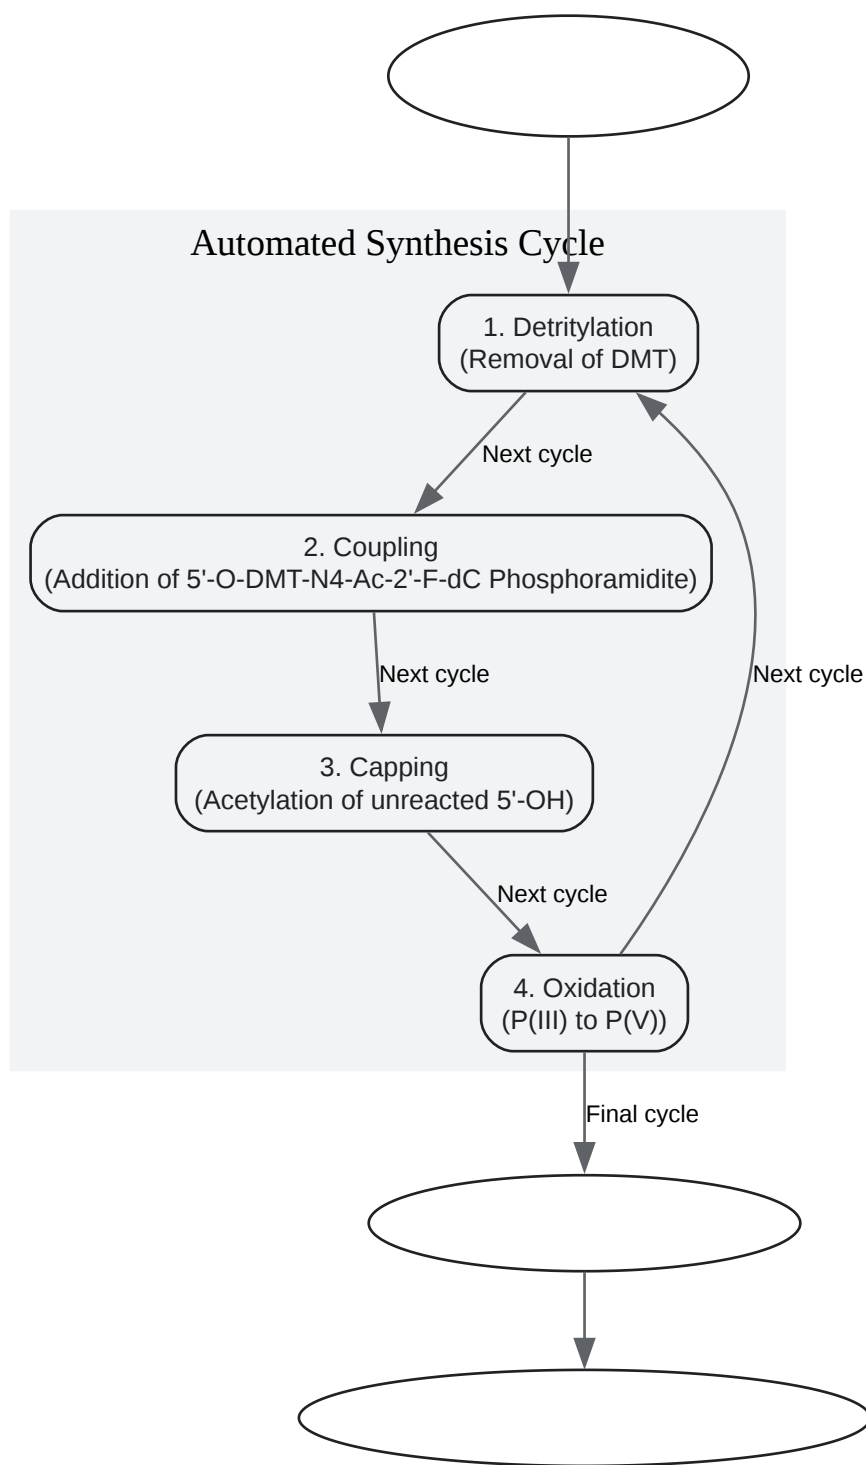 Automated Synthesis Cycle
1. Detritylation
(Removal of DMT)
Next cycle
2. Coupling
(Addition of 5'-O-DMT-N4-Ac-2'-F-dC Phosphoramidite)
Next cycle
Next cycle
3. Capping
(Acetylation of unreacted 5'-OH)
Next cycle
4. Oxidation
(P(III) to P(V))
Final cycle